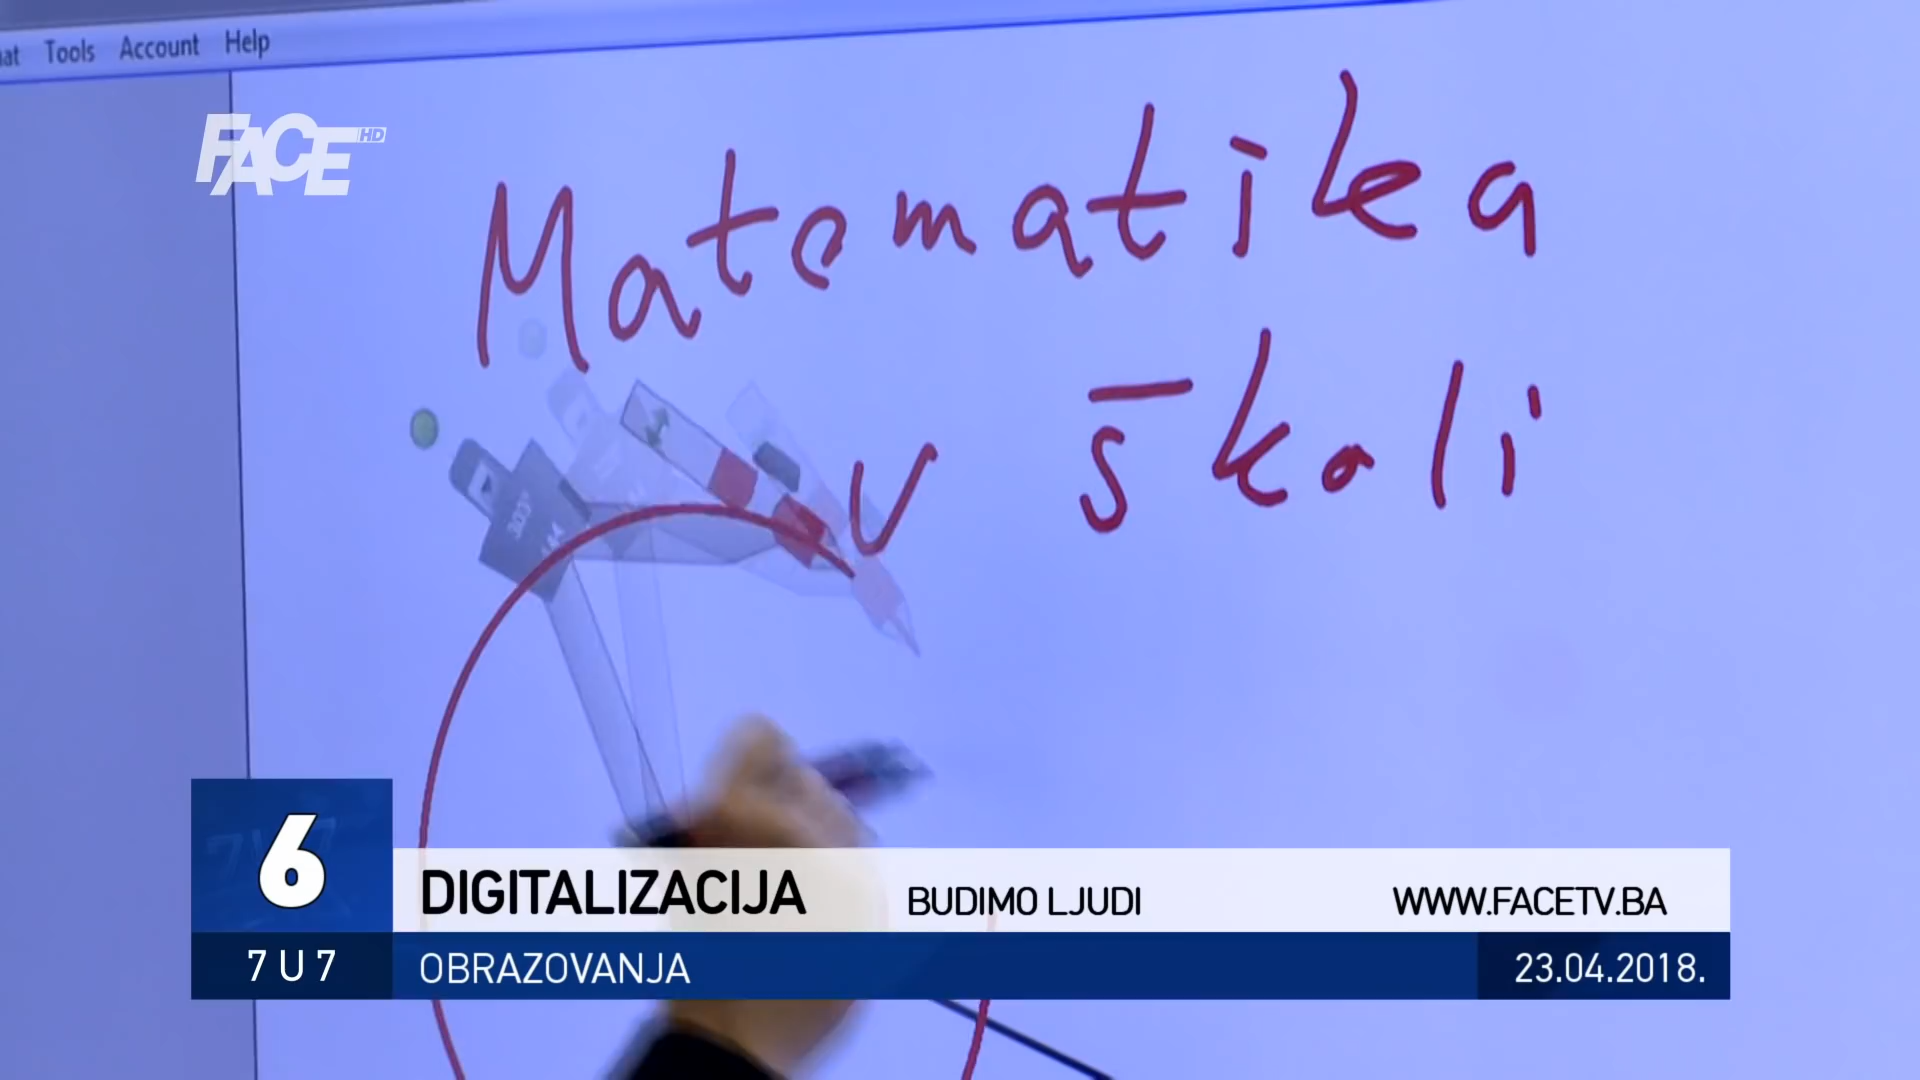 Tools Account Help
FACE HD
Matematika
V škali
6
DIGITALIZACIJA BUDIMO LJUDI WWW.FACETV.BA
7 U 7 OBRAZOVANJA 23.04.2018.